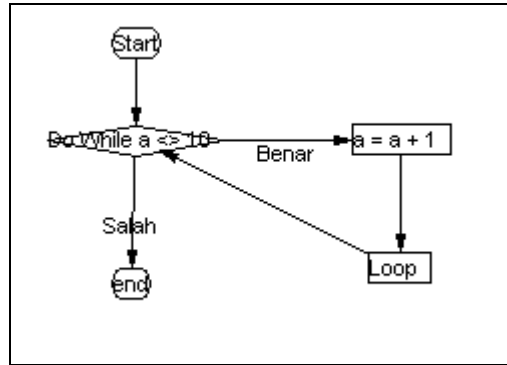 Start
Do While a <> 10
Benar
a = a + 1
Salah
Loop
end